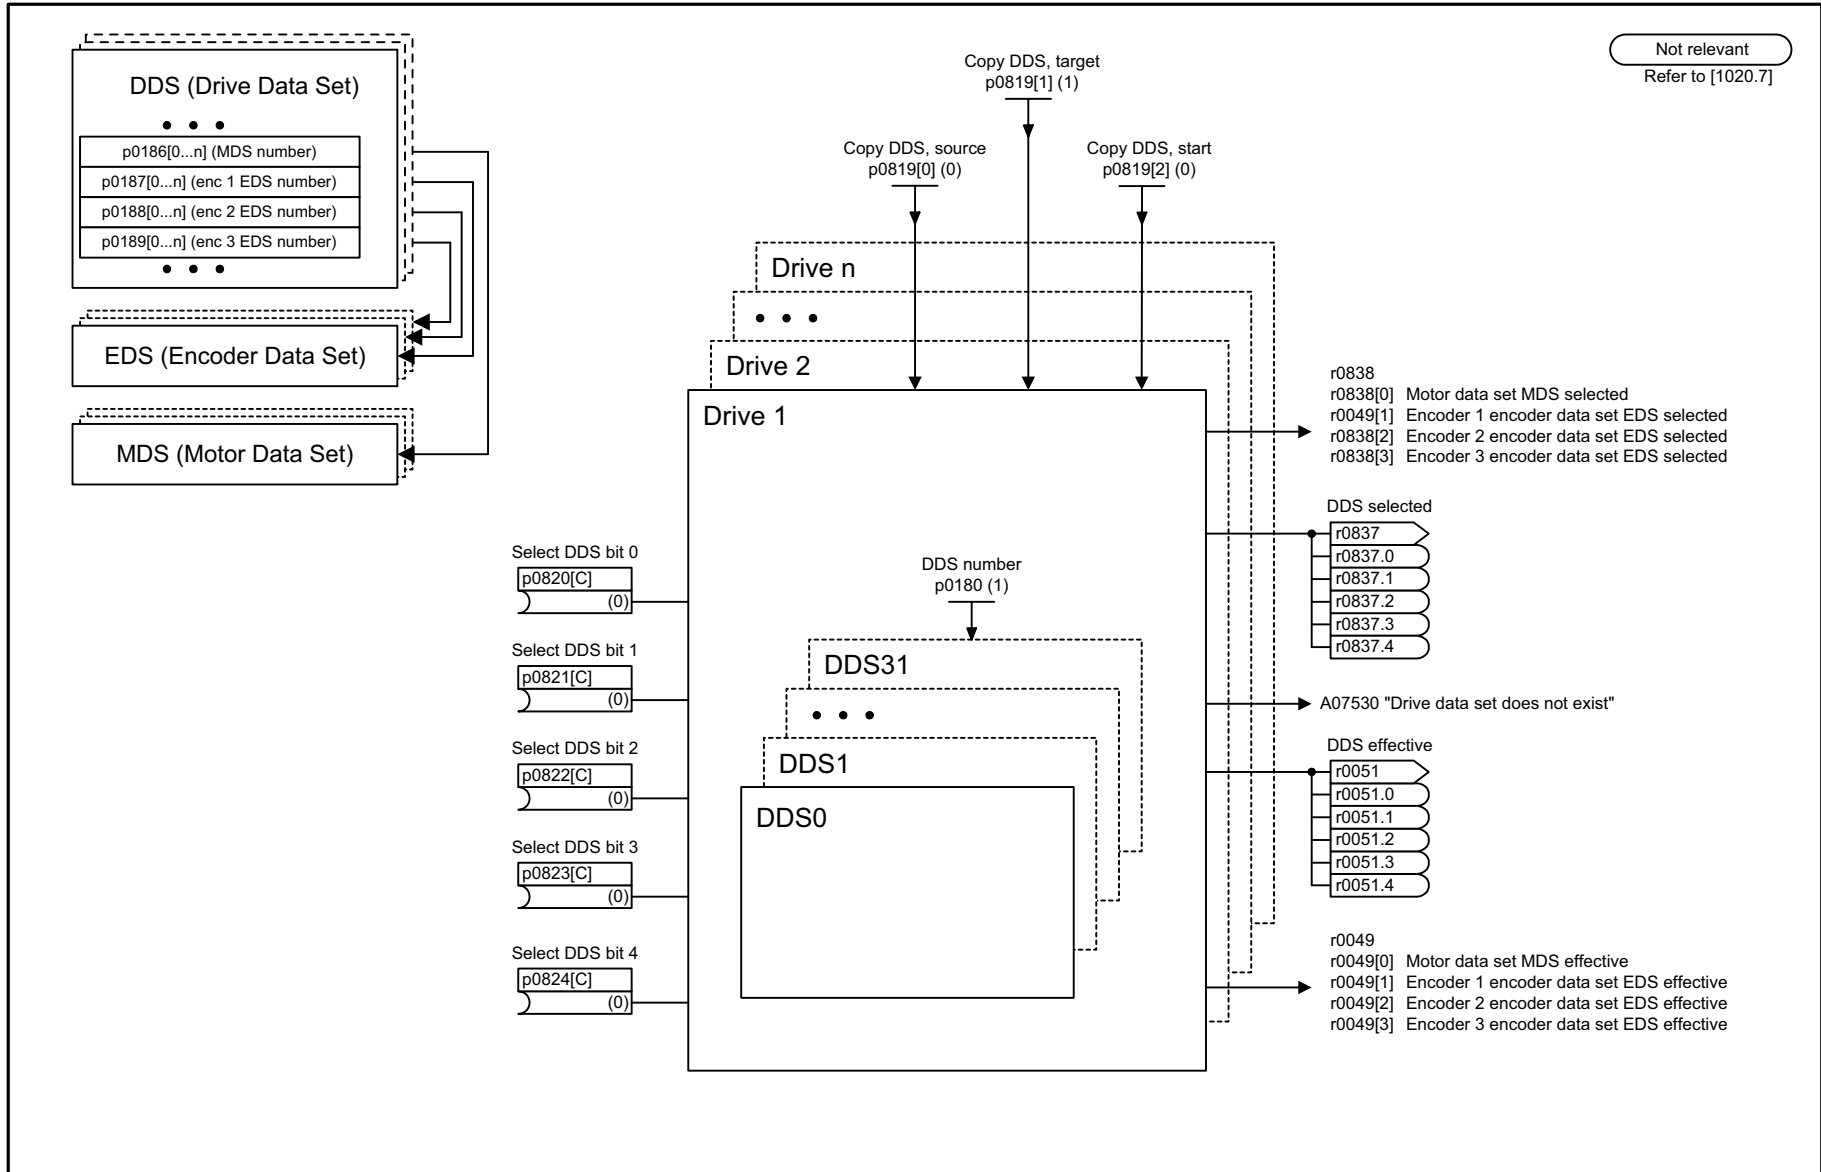 DDS (Drive Data Set)
p0186[0...n] (MDS number)
p0187[0...n] (enc 1 EDS number)
p0188[0...n] (enc 2 EDS number)
p0189[0...n] (enc 3 EDS number)
EDS (Encoder Data Set)
MDS (Motor Data Set)
Not relevant
Refer to [1020.7]
Copy DDS, target
p0819[1] (1)
Copy DDS, source
p0819[0] (0)
Copy DDS, start
p0819[2] (0)
Drive n
Drive 2
Drive 1
Select DDS bit 0
p0820[C]
(0)
Select DDS bit 1
p0821[C]
(0)
Select DDS bit 2
p0822[C]
(0)
Select DDS bit 3
p0823[C]
(0)
Select DDS bit 4
p0824[C]
(0)
DDS number
p0180 (1)
DDS31
DDS1
DDS0
r0838
r0838[0] Motor data set MDS selected
r0049[1] Encoder 1 encoder data set EDS selected
r0838[2] Encoder 2 encoder data set EDS selected
r0838[3] Encoder 3 encoder data set EDS selected
DDS selected
r0837
r0837.0
r0837.1
r0837.2
r0837.3
r0837.4
A07530 "Drive data set does not exist"
DDS effective
r0051
r0051.0
r0051.1
r0051.2
r0051.3
r0051.4
r0049
r0049[0] Motor data set MDS effective
r0049[1] Encoder 1 encoder data set EDS effective
r0049[2] Encoder 2 encoder data set EDS effective
r0049[3] Encoder 3 encoder data set EDS effective